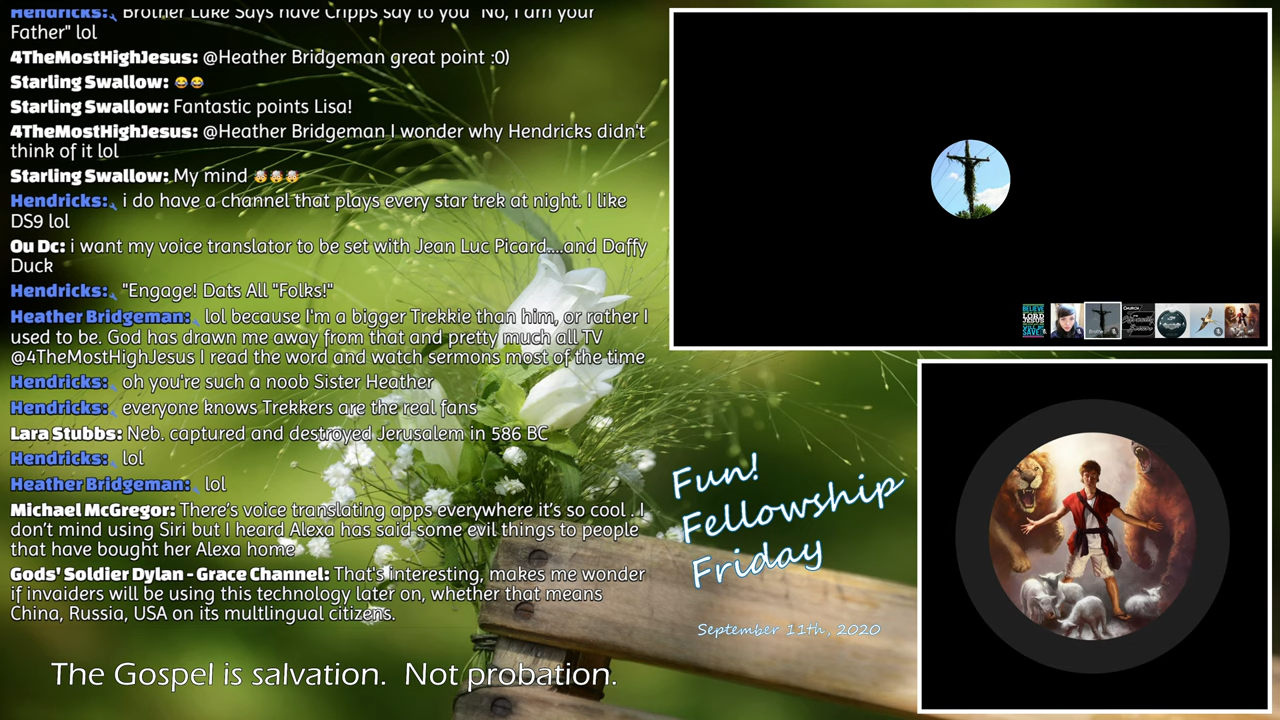 Hendricks: Brother Luke Says have Cripps say to you "No, I am your
Father" lol
4TheMostHighJesus: @Heather Bridgeman great point :0)
Starling Swallow: 😂😂
Starling Swallow: Fantastic points Lisa!
4TheMostHighJesus: @Heather Bridgeman I wonder why Hendricks didn't
think of it lol
Starling Swallow: My mind 🤯🤯🤯
Hendricks: i do have a channel that plays every star trek at night. I like
DS9 lol
Ou Dc: i want my voice translator to be set with Jean Luc Picard....and Daffy
Duck
Hendricks: "Engage! Dats All "Folks!"
Heather Bridgeman: lol because I'm a bigger Trekkie than him, or rather I
used to be. God has drawn me away from that and pretty much all TV
@4TheMostHighJesus I read the word and watch sermons most of the time
Hendricks: oh you're such a noob Sister Heather
Hendricks: everyone knows Trekkers are the real fans
Lara Stubbs: Neb. captured and destroyed Jerusalem in 586 BC
Hendricks: lol
Heather Bridgeman: lol
Michael McGregor: There's voice translating apps everywhere it's so cool . I
don't mind using Siri but I heard Alexa has said some evil things to people
that have bought her Alexa home
Gods' Soldier Dylan - Grace Channel: That's interesting, makes me wonder
if invaiders will be using this technology later on, whether that means
China, Russia, USA on its multlingual citizens.
The Gospel is salvation. Not probation.
BELIEVE
LORD
JESUS
SAVE
Fun!
Fellowship
Friday
September 11th, 2020